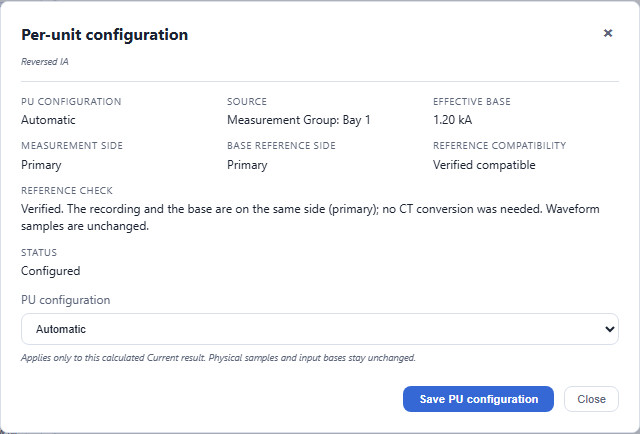 Per-unit configuration
×
Reversed IA
PU CONFIGURATION
Automatic
SOURCE
Measurement Group: Bay 1
EFFECTIVE BASE
1.20 kA
MEASUREMENT SIDE
Primary
BASE REFERENCE SIDE
Primary
REFERENCE COMPATIBILITY
Verified compatible
REFERENCE CHECK
Verified. The recording and the base are on the same side (primary); no CT conversion was needed. Waveform
samples are unchanged.
STATUS
Configured
PU configuration
Automatic
Applies only to this calculated Current result. Physical samples and input bases stay unchanged.
Save PU configuration
Close